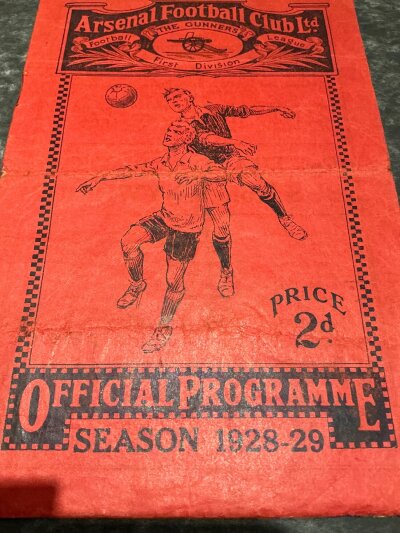 Arsenal Football Club Ltd.
"THE GUNNERS"
Football League
First Division
PRICE
2d.
OFFICIAL PROGRAMME
SEASON 1928-29